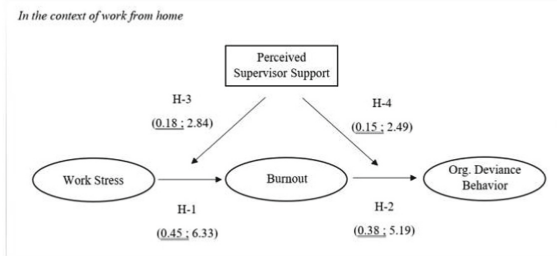 In the context of work from home
Perceived
Supervisor Support
H-3
(0.18 ; 2.84)
H-4
(0.15 ; 2.49)
Work Stress
Burnout
Org. Deviance
Behavior
H-1
(0.45 ; 6.33)
H-2
(0.38 ; 5.19)